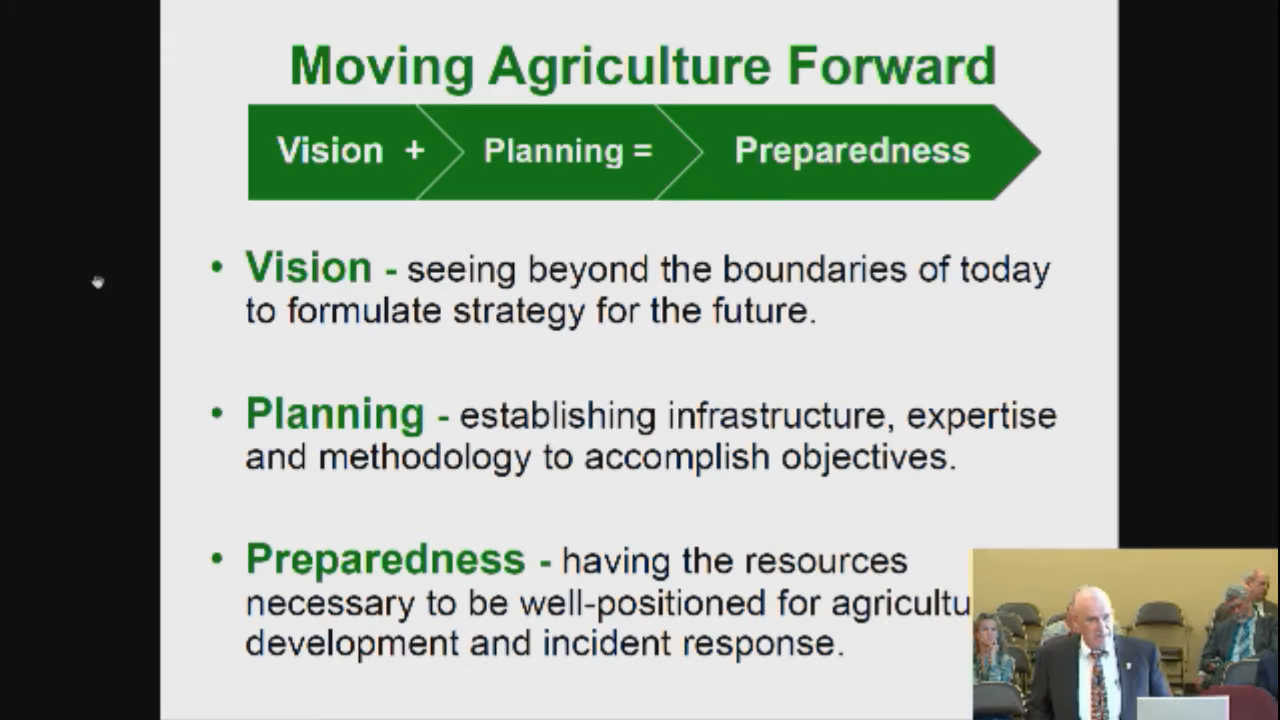 Moving Agriculture Forward
Vision + Planning = Preparedness
• Vision - seeing beyond the boundaries of today
to formulate strategy for the future.
• Planning - establishing infrastructure, expertise
and methodology to accomplish objectives.
• Preparedness - having the resources
necessary to be well-positioned for
development and incident response.